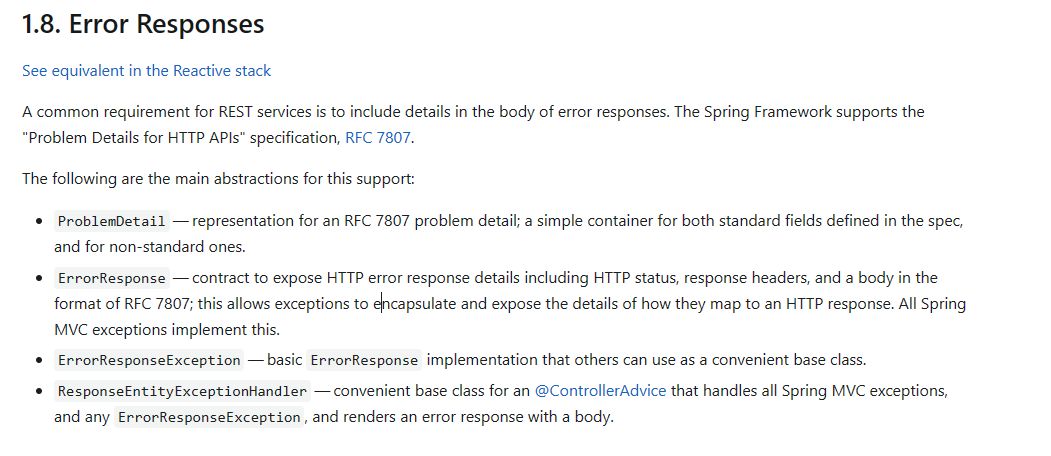 1.8. Error Responses
See equivalent in the Reactive stack
A common requirement for REST services is to include details in the body of error responses. The Spring Framework supports the
"Problem Details for HTTP APIs" specification, RFC 7807.
The following are the main abstractions for this support:
• ProblemDetail — representation for an RFC 7807 problem detail; a simple container for both standard fields defined in the spec,
and for non-standard ones.
• ErrorResponse — contract to expose HTTP error response details including HTTP status, response headers, and a body in the
format of RFC 7807; this allows exceptions to encapsulate and expose the details of how they map to an HTTP response. All Spring
MVC exceptions implement this.
• ErrorResponseException — basic ErrorResponse implementation that others can use as a convenient base class.
• ResponseEntityExceptionHandler — convenient base class for an @ControllerAdvice that handles all Spring MVC exceptions,
and any ErrorResponseException, and renders an error response with a body.